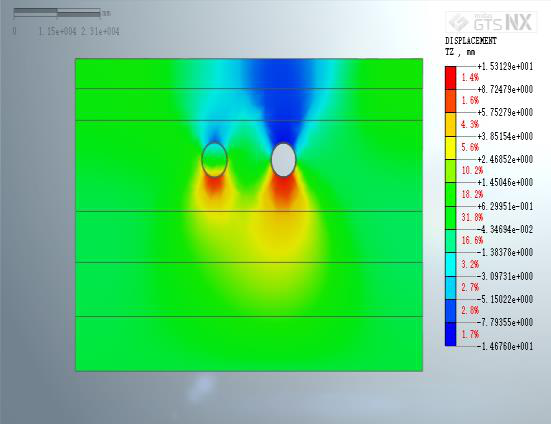 mm
0 1.15e+004 2.31e+004
midas
GTSNX
DISPLACEMENT
TZ , mm
+1.53129e+001
1.4%
+8.72479e+000
1.6%
+5.75279e+000
4.3%
+3.85154e+000
5.6%
+2.46852e+000
10.2%
+1.45046e+000
18.2%
+6.29951e-001
31.8%
-4.34694e-002
16.6%
-1.38378e+000
3.2%
-3.09731e+000
2.7%
-5.15022e+000
2.8%
-7.79355e+000
1.7%
-1.46760e+001